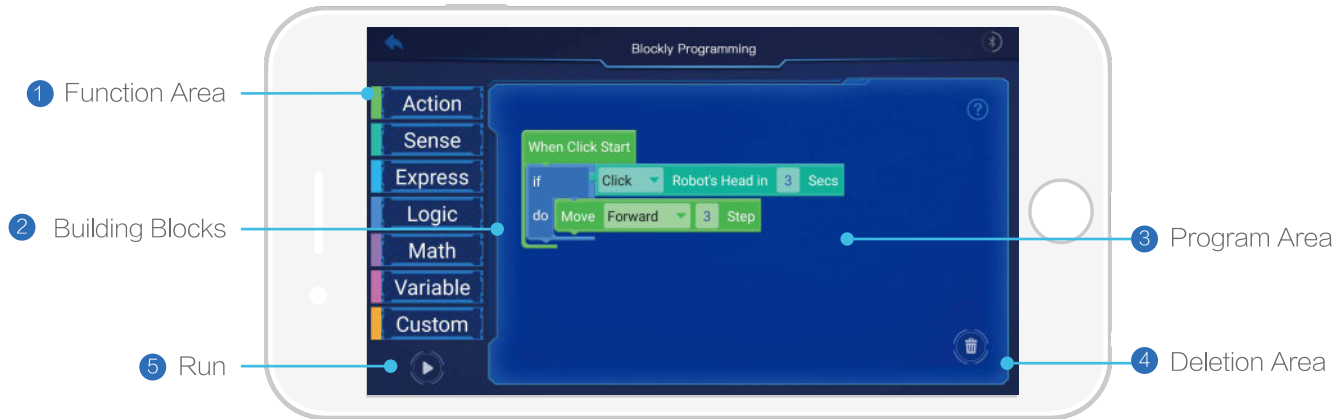 Blockly Programming
1 Function Area
Action
Sense
Express
Logic
Math
Variable
Custom
2 Building Blocks
5 Run
?
When Click Start
if Click Robot's Head in 3 Secs
do Move Forward 3 Step
3 Program Area
4 Deletion Area